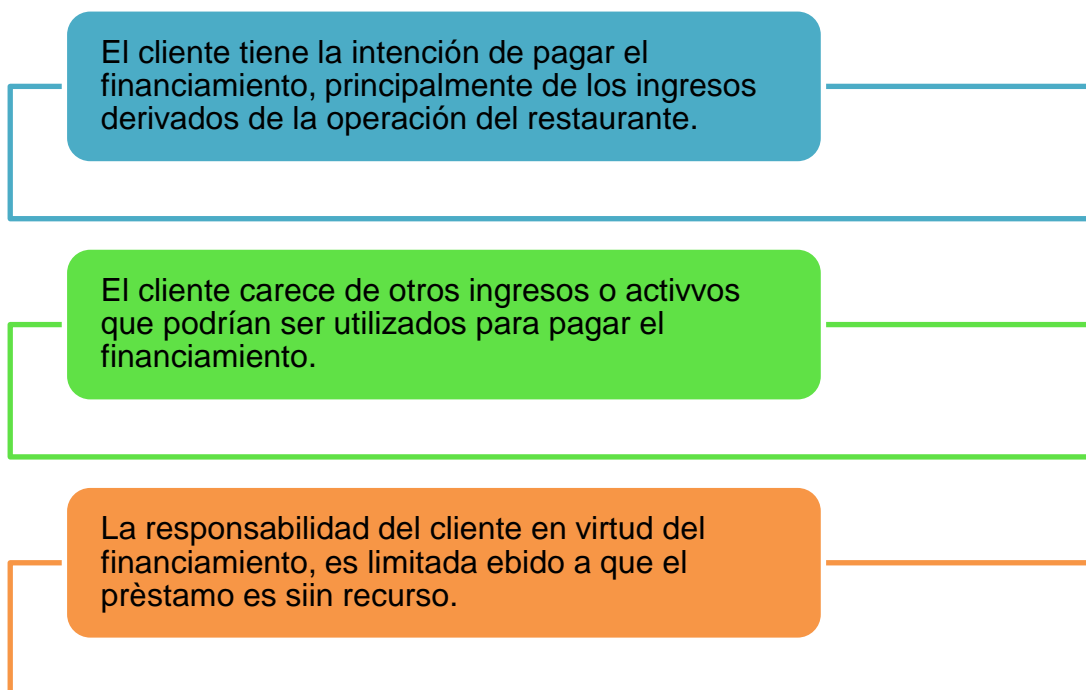 El cliente tiene la intención de pagar el
financiamiento, principalmente de los ingresos
derivados de la operación del restaurante.
El cliente carece de otros ingresos o activvos
que podrían ser utilizados para pagar el
financiamiento.
La responsabilidad del cliente en virtud del
financiamiento, es limitada ebido a que el
prèstamo es siin recurso.